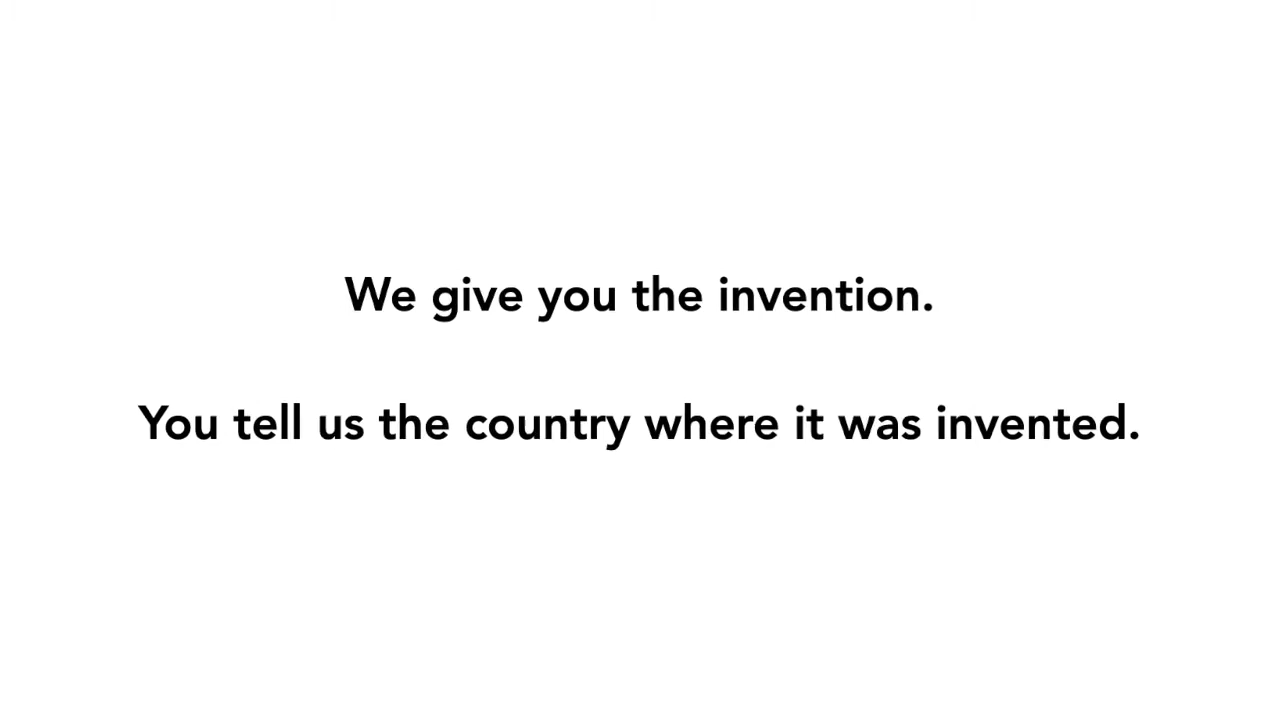 We give you the invention.
You tell us the country where it was invented.